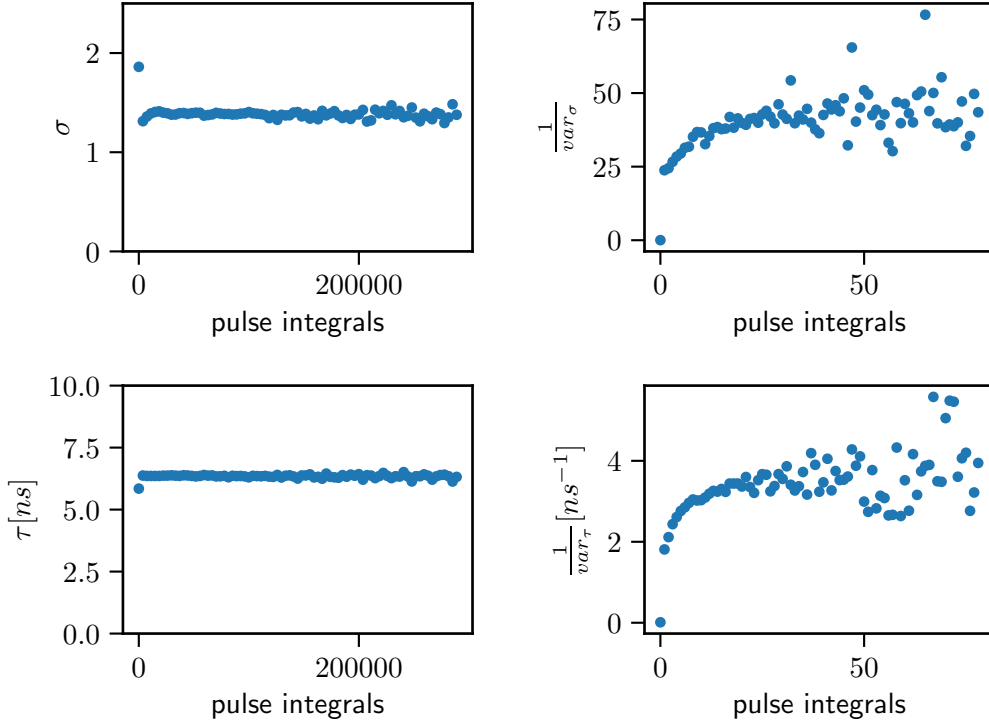 2
1
0
σ
0
200000
pulse integrals
75
50
25
0
1/var_σ
0
50
pulse integrals
10.0
7.5
5.0
2.5
0.0
τ[ns]
0
200000
pulse integrals
4
2
0
1/var_τ[ns⁻¹]
0
50
pulse integrals